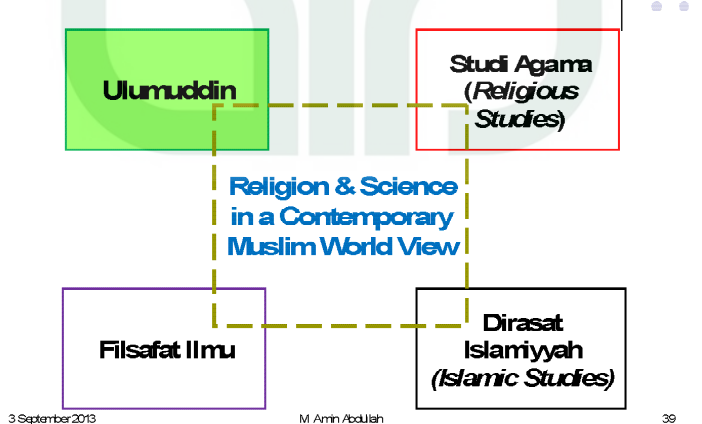 Ulumuddin
Studi Agama
(Religious
Studies)
Religion & Science
in a Contemporary
Muslim World View
Filsafat Ilmu
Dirasat
Islamiyyah
(Islamic Studies)
3 September 2013
M Amin Abdullah
39